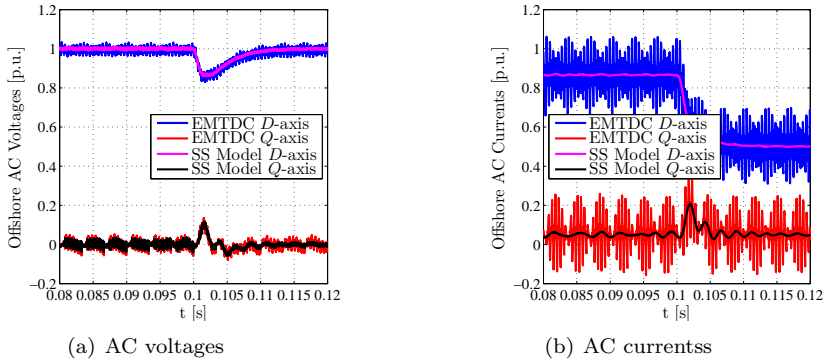 Offshore AC Voltages [p.u.]
1.2
1
0.8
0.6
0.4
0.2
0
−0.2
EMTDC D-axis
EMTDC Q-axis
SS Model D-axis
SS Model Q-axis
0.08 0.085 0.09 0.095 0.1 0.105 0.11 0.115 0.12
t [s]
(a) AC voltages
Offshore AC Currents [p.u.]
1.2
1
0.8
0.6
0.4
0.2
0
−0.2
EMTDC D-axis
EMTDC Q-axis
SS Model D-axis
SS Model Q-axis
0.08 0.085 0.09 0.095 0.1 0.105 0.11 0.115 0.12
t [s]
(b) AC currentss